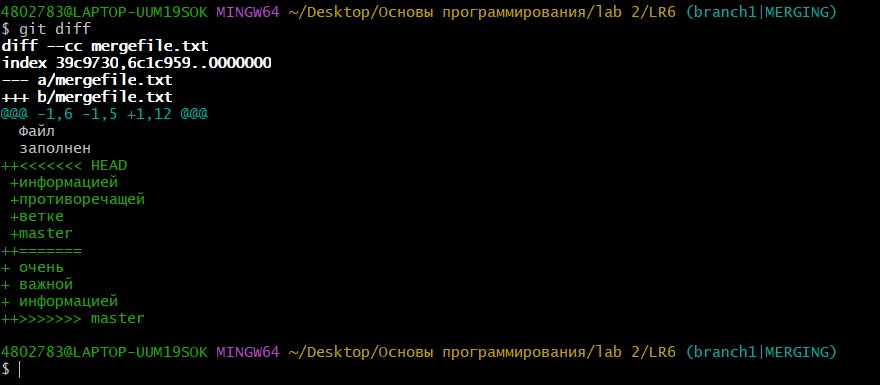 4802783@LAPTOP-UUM19SOK MINGW64 ~/Desktop/Основы программирования/lab 2/LR6 (branch1|MERGING)
$ git diff
diff --cc mergefile.txt
index 39c9730,6c1c959..0000000
--- a/mergefile.txt
+++ b/mergefile.txt
@@@ -1,6 -1,5 +1,12 @@@
  Файл
  заполнен
++<<<<<<< HEAD
 +информацией
 +противоречащей
 +ветке
 +master
++=======
+ очень
+ важной
+ информацией
++>>>>>>> master
4802783@LAPTOP-UUM19SOK MINGW64 ~/Desktop/Основы программирования/lab 2/LR6 (branch1|MERGING)
$